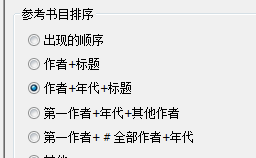 参考书目排序
出现的顺序
作者+标题
作者+年代+标题
第一作者+年代+其他作者
第一作者+ # 全部作者+年代